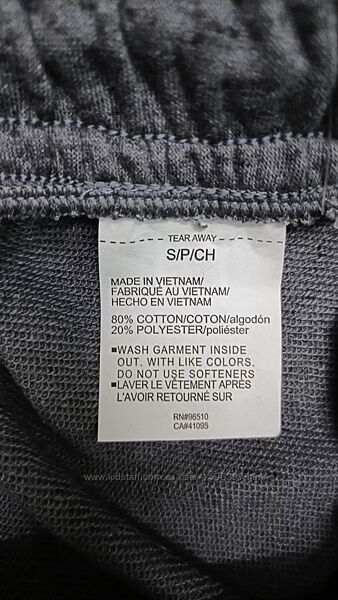 TEAR AWAY
S/P/CH
MADE IN VIETNAM/
FABRIQUÉ AU VIETNAM/
HECHO EN VIETNAM
80% COTTON/COTON/algodón
20% POLYESTER/poliéster
▪WASH GARMENT INSIDE
OUT. WITH LIKE COLORS.
DO NOT USE SOFTENERS
▪LAVER LE VÊTEMENT APRÈS
L'AVOIR RETOURNÉ SUR
RN#96510
CA#41095